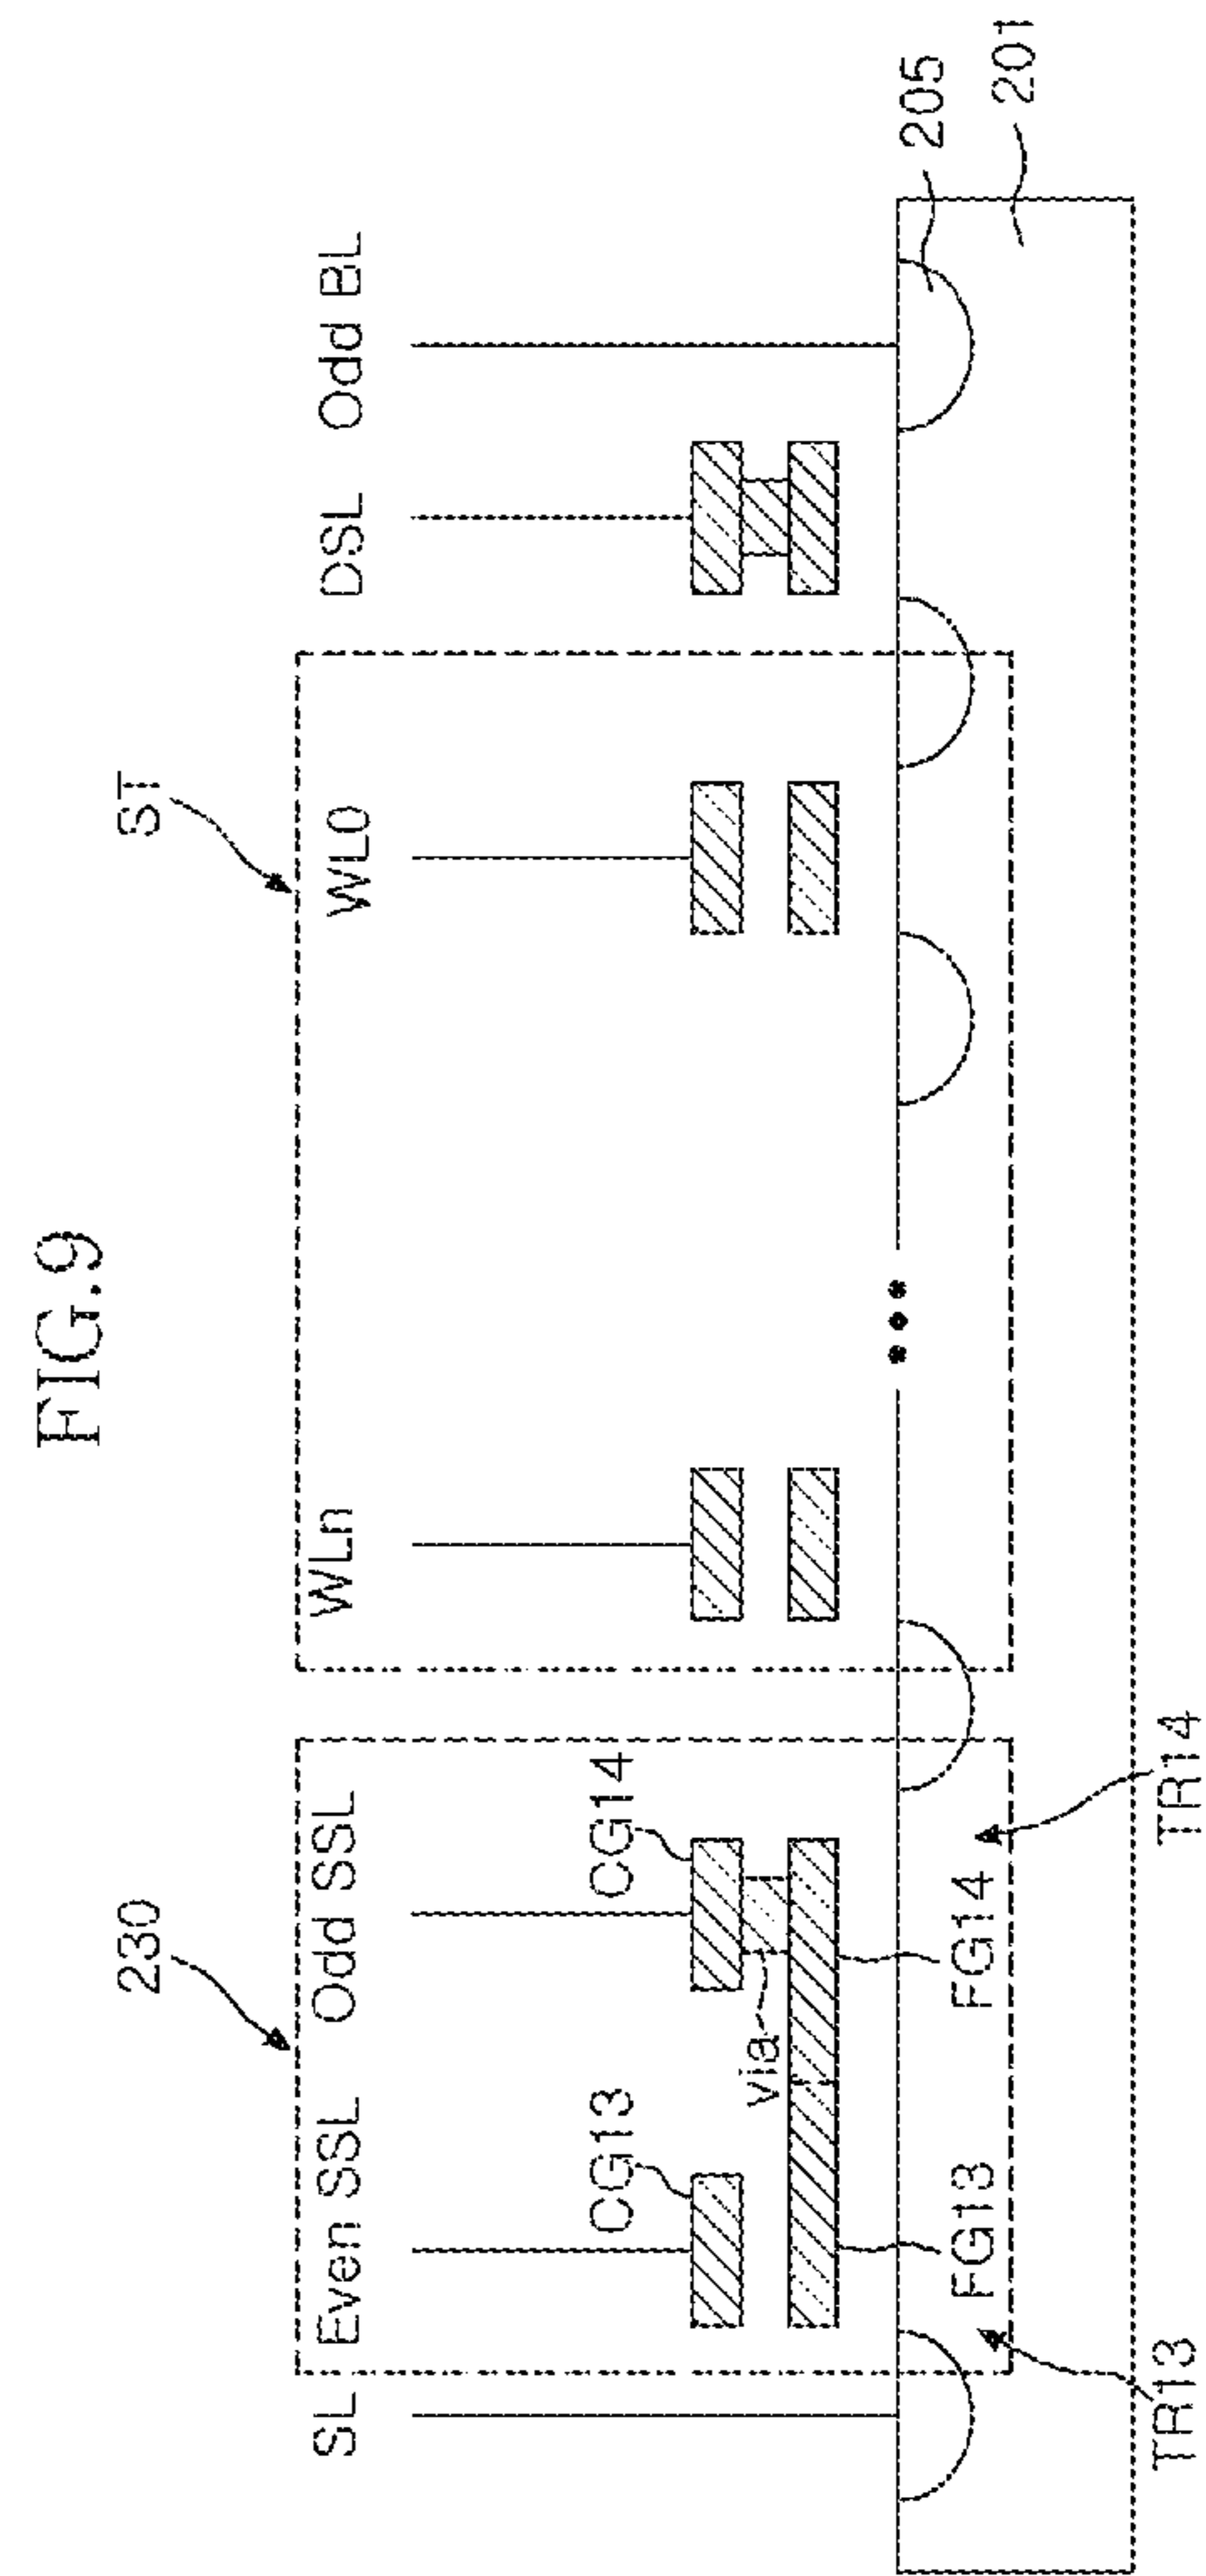 FIG.9
230
ST
SL
Even SSL
Odd SSL
WLn
WL0
DSL
Odd BL
CG13
CG14
via
FG13
FG14
205
201
TR13
TR14